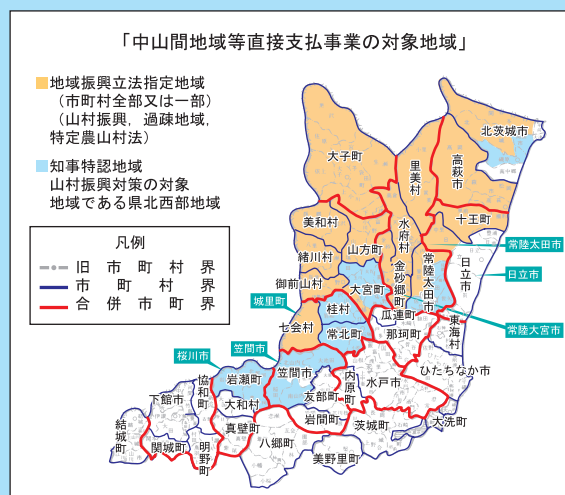 「中山間地域等直接支払事業の対象地域」
地域振興立法指定地域
(市町村全部又は一部)
(山村振興，過疎地域，
特定農山村法)
知事特認地域
山村振興対策の対象
地域である県北西部地域
凡例
旧市町村界
市町村界
合併市町界
北茨城市
大子町
里美村
高萩市
十王町
美和村
水府村
山方町
緒川村
常陸太田市
日立市
金砂郷町
常陸太田市
日立市
御前山村
大宮町
城里町
桂村
瓜連町
東海村
常陸大宮市
七会村
常北町
那珂町
笠間市
桜川市
ひたちなか市
岩瀬町
笠間市
内原町
水戸市
協和町
下館市
友部町
大和村
岩間町
茨城町
大洗町
結城町
真壁町
関城町
明野町
八郷町
美野里町